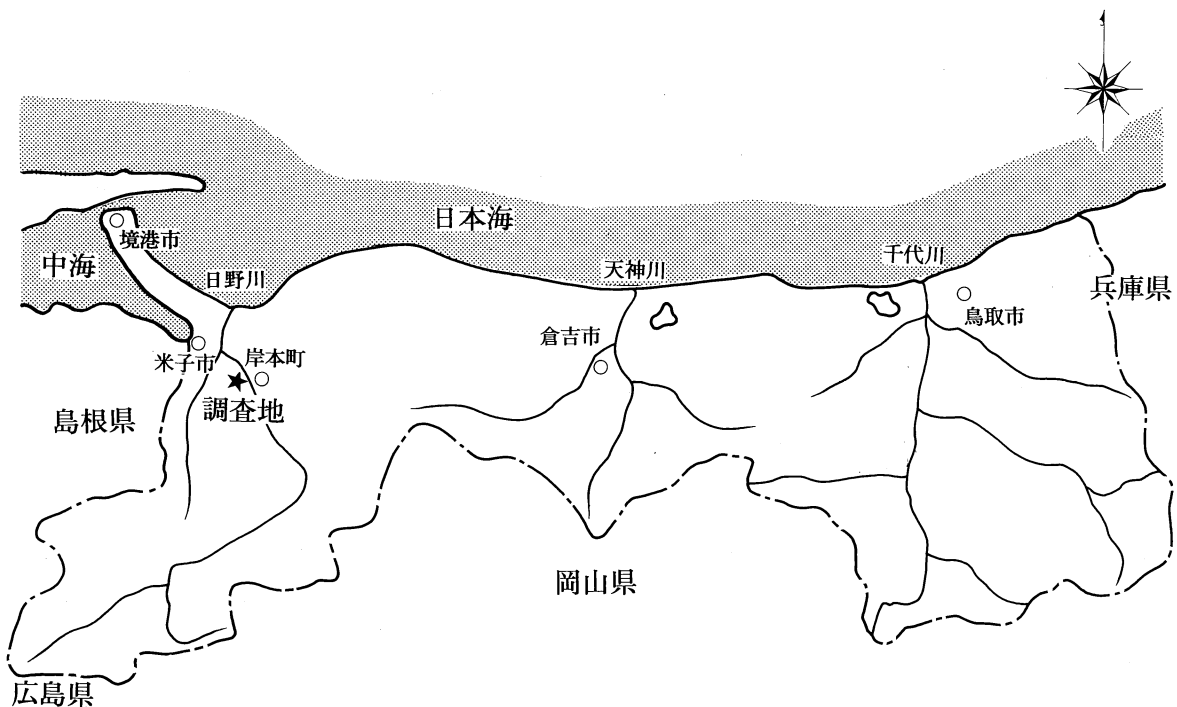 日本海
境港市
中海
日野川
天神川
千代川
兵庫県
鳥取市
倉吉市
米子市
岸本町
調査地
島根県
岡山県
広島県